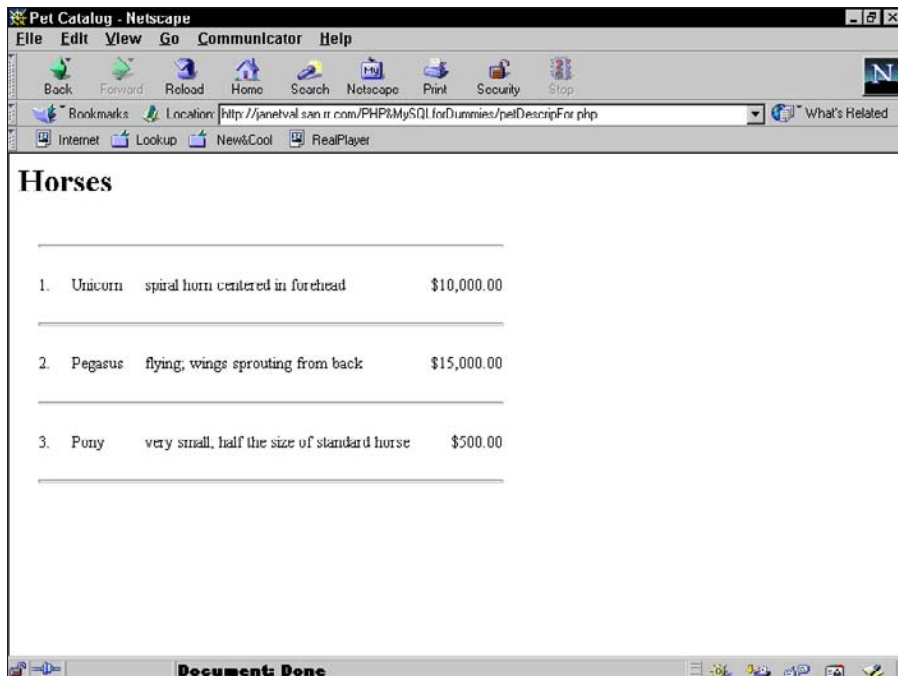 Pet Catalog - Netscape
File Edit View Go Communicator Help
Back Forward Reload Home Search Netscape Print Security Stop
My
N
Bookmarks Location: http://janetval.san.rr.com/PHP&MySQLforDummies/petDescripFor.php What's Related
Internet Lookup New&Cool RealPlayer
Horses
1. Unicorn spiral horn centered in forehead $10,000.00
2. Pegasus flying; wings sprouting from back $15,000.00
3. Pony very small, half the size of standard horse $500.00
Document: Done